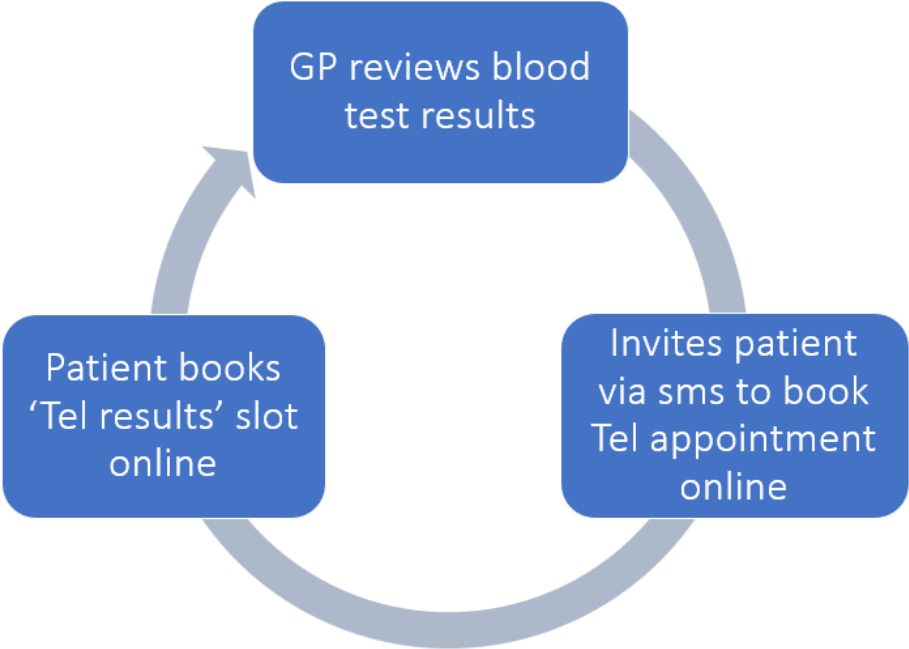 GP reviews blood
test results
Invites patient
via sms to book
Tel appointment
online
Patient books
‘Tel results’ slot
online